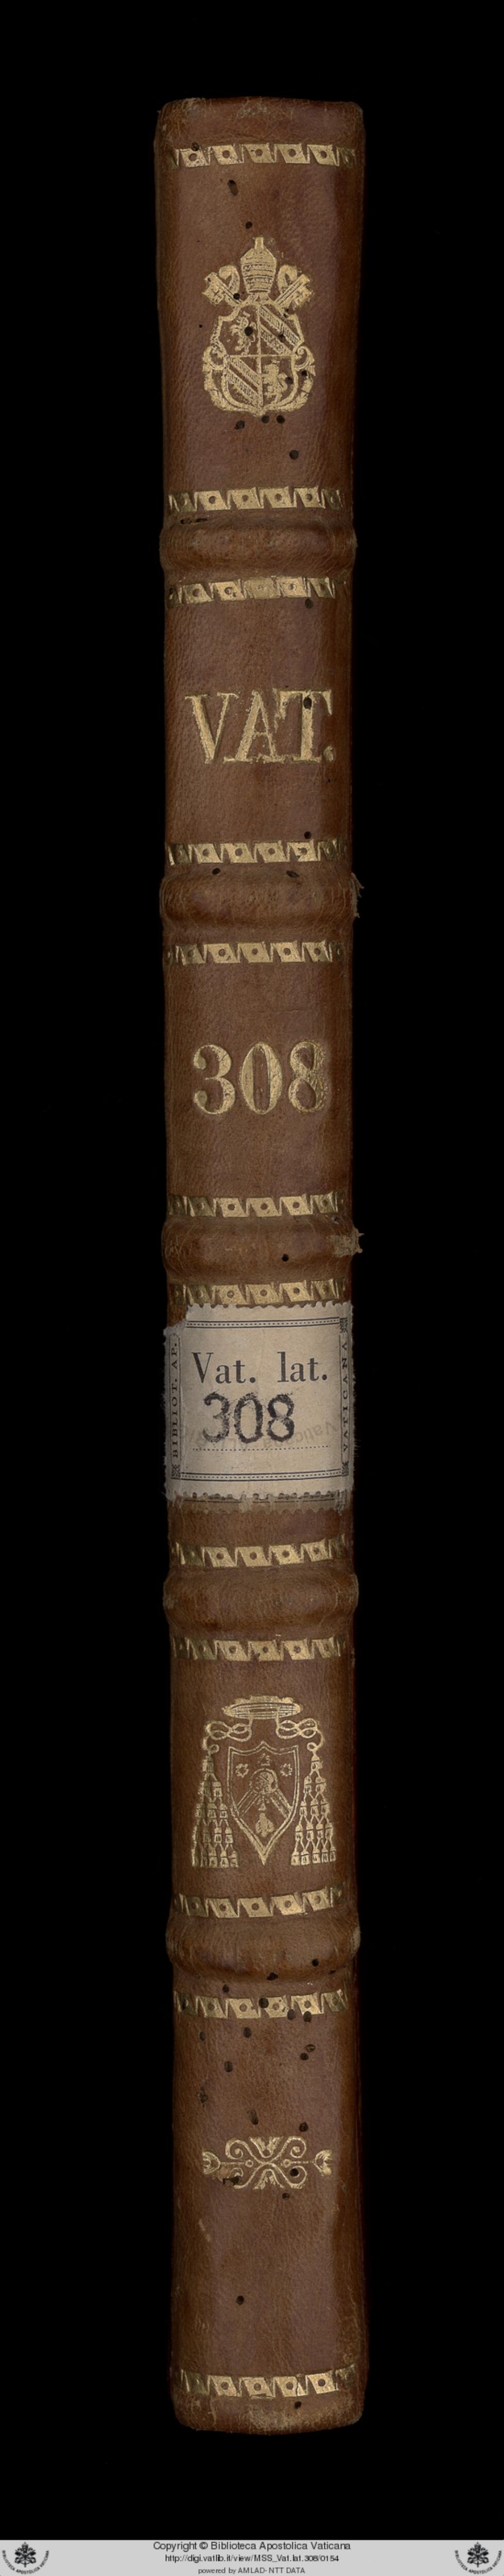 VAT.
308
BIBLIOT. AP. VATICANA
Vat. lat.
308
Copyright © Biblioteca Apostolica Vaticana
http://digi.vatlib.it/view/MSS_Vat.lat.308/0154
powered by AMLAD-NTT DATA